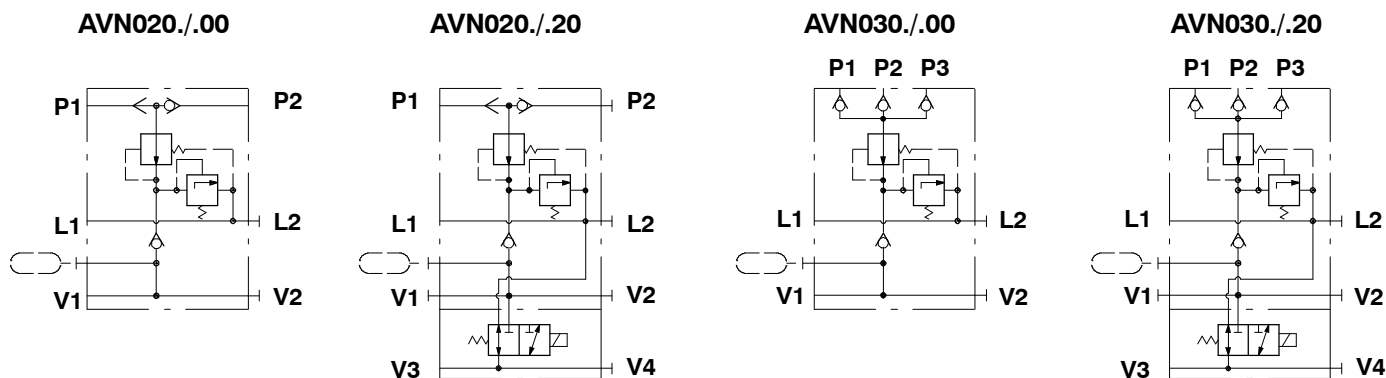 AVN020./.00 AVN020./.20 AVN030./.00 AVN030./.20
P1 P2 P3 P1 P2 P3
P1 P2 P1 P2
L1 L2 L1 L2 L1 L2 L1 L2
V1 V2 V1 V2 V1 V2 V1 V2
V3 V4 V3 V4